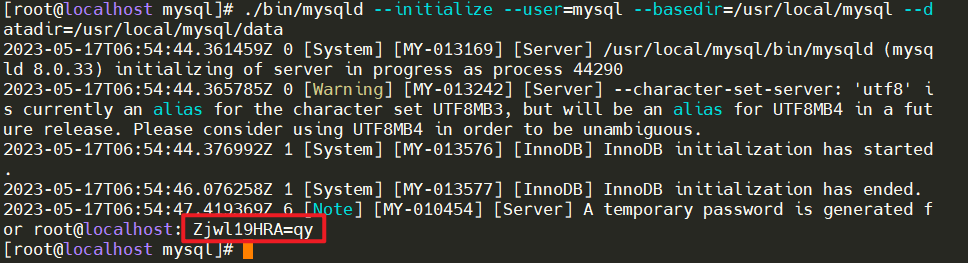 [root@localhost mysql]# ./bin/mysqld --initialize --user=mysql --basedir=/usr/local/mysql --d
atadir=/usr/local/mysql/data
2023-05-17T06:54:44.361459Z 0 [System] [MY-013169] [Server] /usr/local/mysql/bin/mysqld (mysq
ld 8.0.33) initializing of server in progress as process 44290
2023-05-17T06:54:44.365785Z 0 [Warning] [MY-013242] [Server] --character-set-server: 'utf8' i
s currently an alias for the character set UTF8MB3, but will be an alias for UTF8MB4 in a fut
ure release. Please consider using UTF8MB4 in order to be unambiguous.
2023-05-17T06:54:44.376992Z 1 [System] [MY-013576] [InnoDB] InnoDB initialization has started
.
2023-05-17T06:54:46.076258Z 1 [System] [MY-013577] [InnoDB] InnoDB initialization has ended.
2023-05-17T06:54:47.419369Z 6 [Note] [MY-010454] [Server] A temporary password is generated f
or root@localhost: Zjwl19HRA=qy
[root@localhost mysql]#